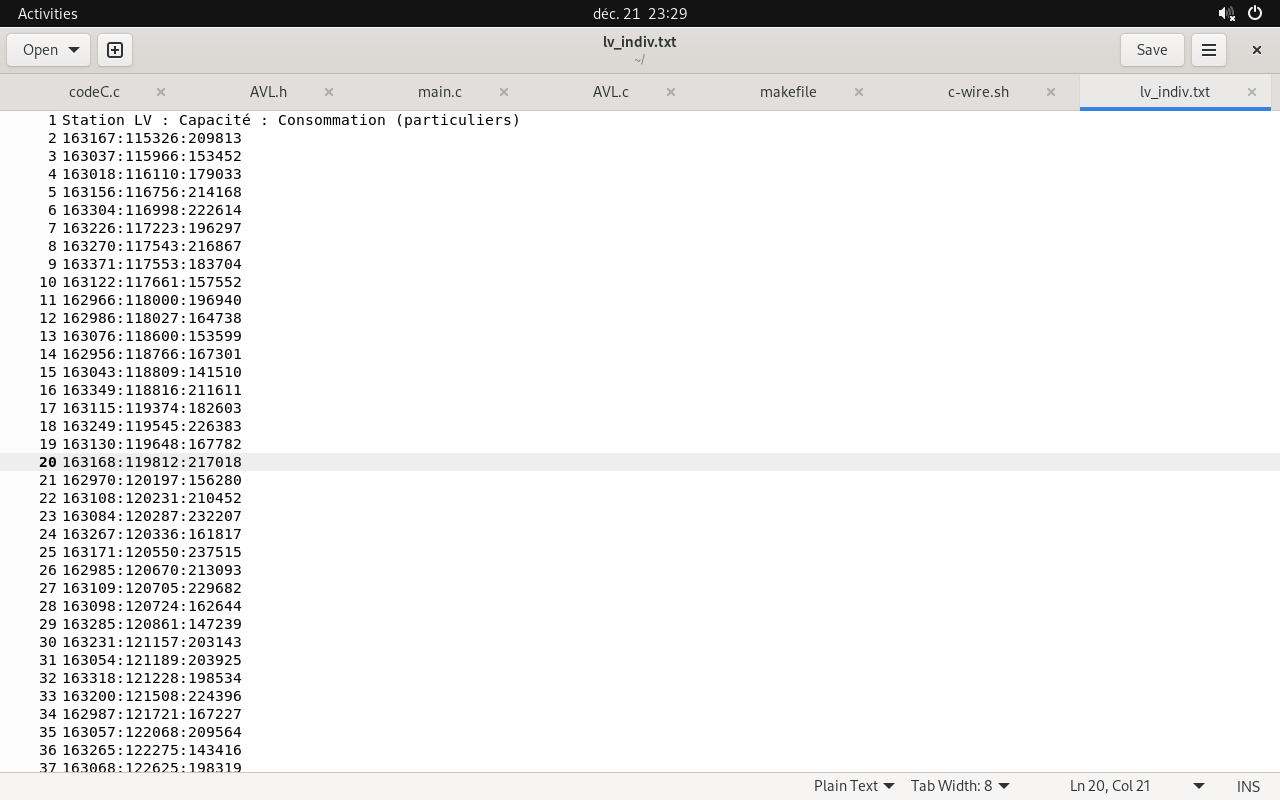 Activities
déc. 21 23:29
Open
lv_indiv.txt
~/
Save
codeC.c
AVL.h
main.c
AVL.c
makefile
c-wire.sh
lv_indiv.txt
1 Station LV : Capacité : Consommation (particuliers)
2 163167:115326:209813
3 163037:115966:153452
4 163018:116110:179033
5 163156:116756:214168
6 163304:116998:222614
7 163226:117223:196297
8 163270:117543:216867
9 163371:117553:183704
10 163122:117661:157552
11 162966:118000:196940
12 162986:118027:164738
13 163076:118600:153599
14 162956:118766:167301
15 163043:118809:141510
16 163349:118816:211611
17 163115:119374:182603
18 163249:119545:226383
19 163130:119648:167782
20 163168:119812:217018
21 162970:120197:156280
22 163108:120231:210452
23 163084:120287:232207
24 163267:120336:161817
25 163171:120550:237515
26 162985:120670:213093
27 163109:120705:229682
28 163098:120724:162644
29 163285:120861:147239
30 163231:121157:203143
31 163054:121189:203925
32 163318:121228:198534
33 163200:121508:224396
34 162987:121721:167227
35 163057:122068:209564
36 163265:122275:143416
37 163068:122625:198319
Plain Text
Tab Width: 8
Ln 20, Col 21
INS